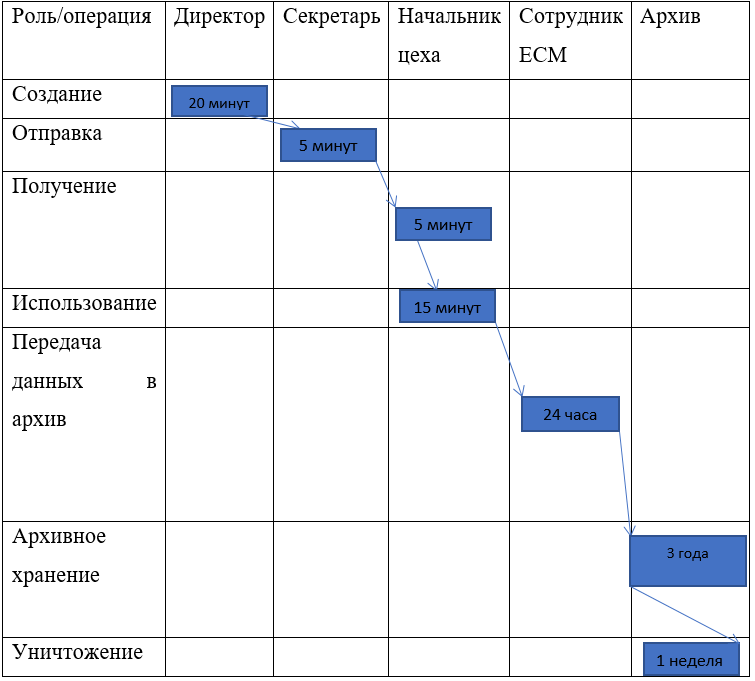 Роль/операция Директор Секретарь Начальник цеха Сотрудник ECM Архив
Создание 20 минут
Отправка 5 минут
Получение 5 минут
Использование 15 минут
Передача
данных в
архив 24 часа
Архивное 3 года
хранение
Уничтожение 1 неделя